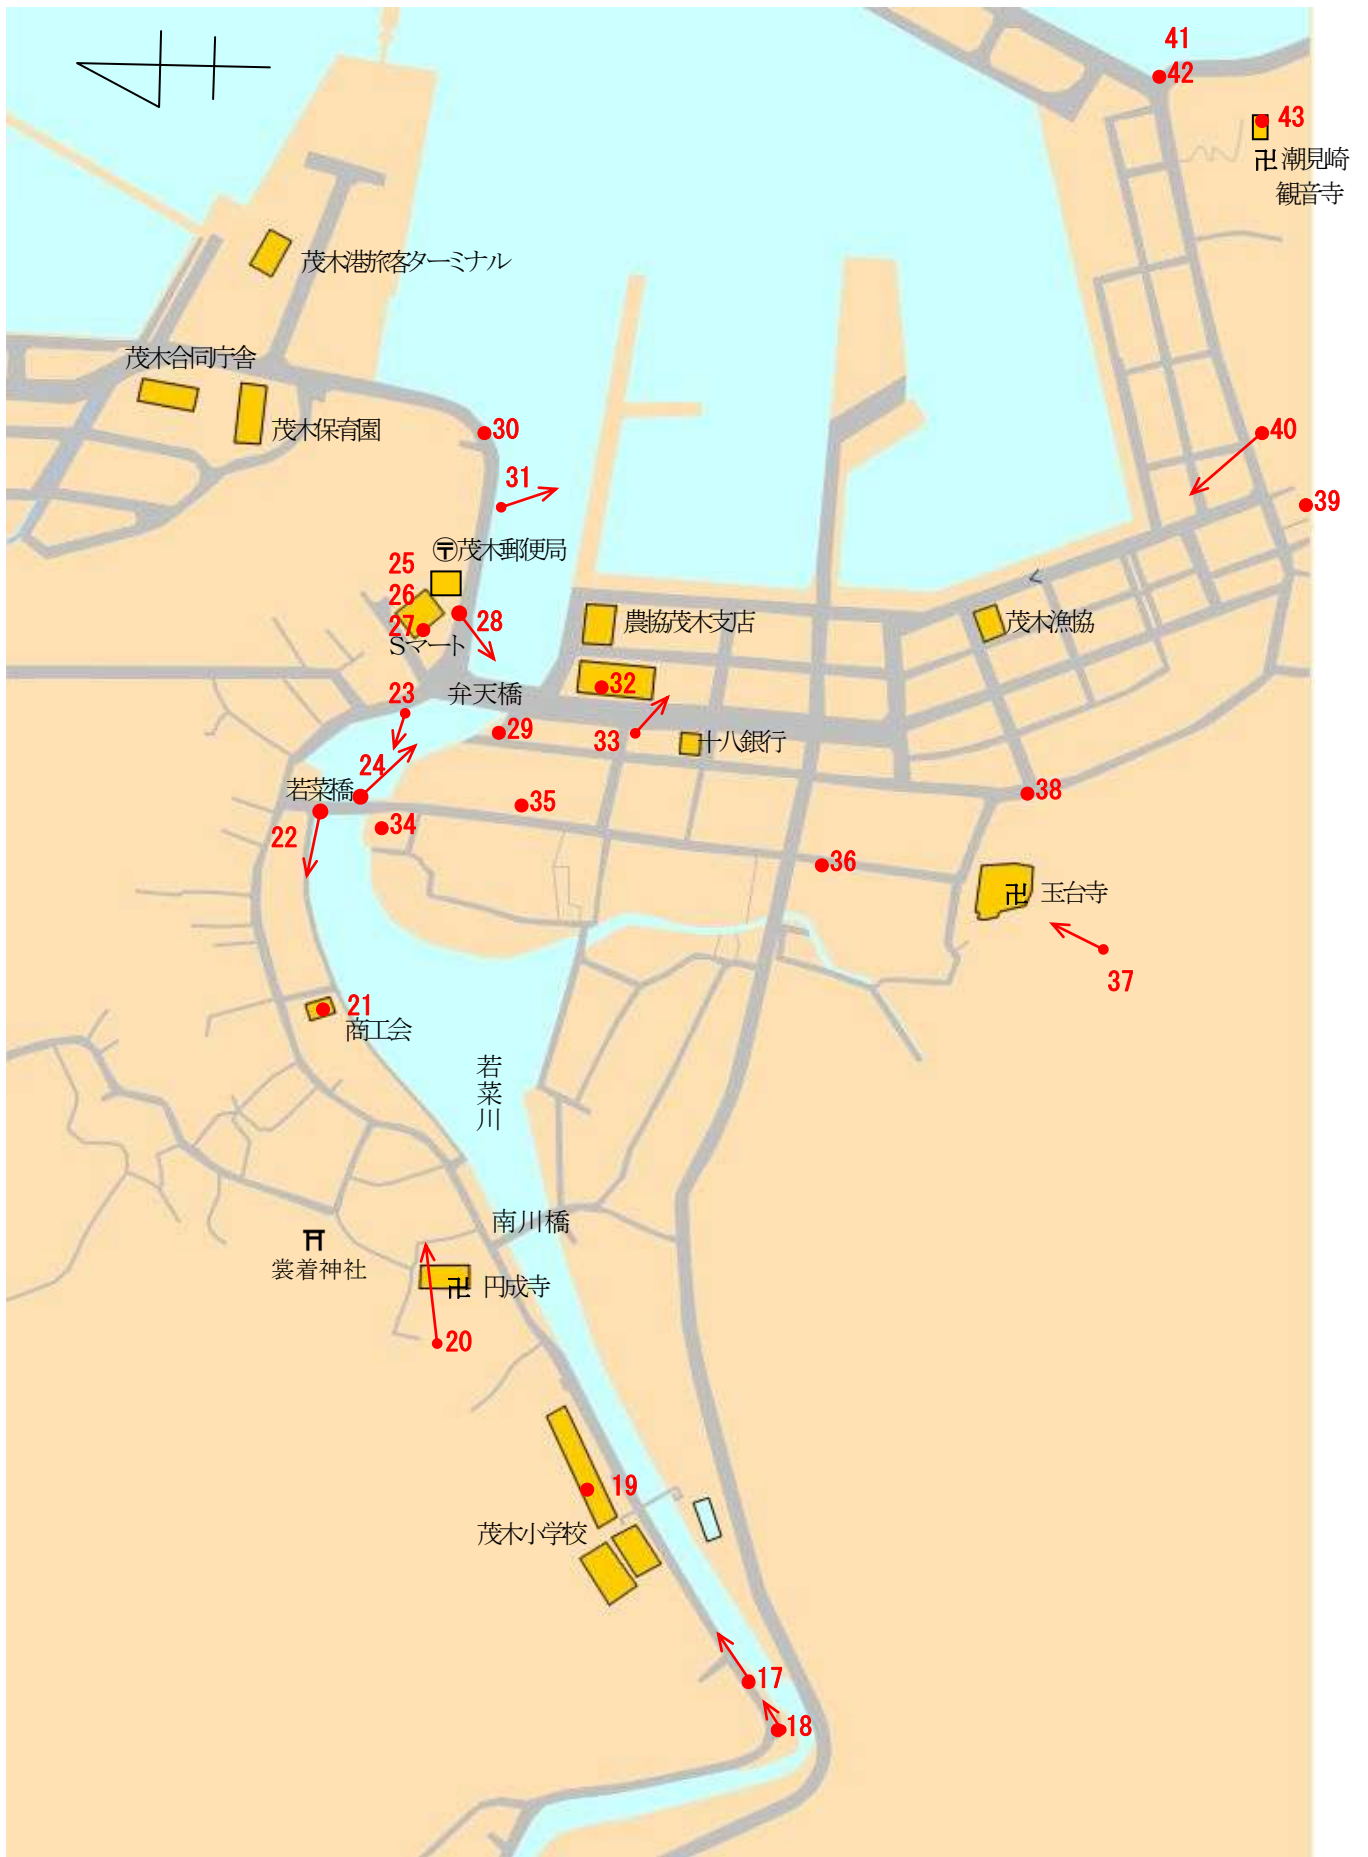 41
42
43
卍 潮見崎
観音寺
茂木港旅客ターミナル
茂木合同庁舎
茂木保育園
30
40
31
39
〒茂木郵便局
25
26
27
28
Sマート
農協茂木支店
茂木漁協
32
弁天橋
23
29
33
十八銀行
24
若菜橋
35
38
34
22
36
卍 玉台寺
37
21
商工会
若菜川
南川橋
裳着神社
卍 円成寺
20
19
茂木小学校
17
18